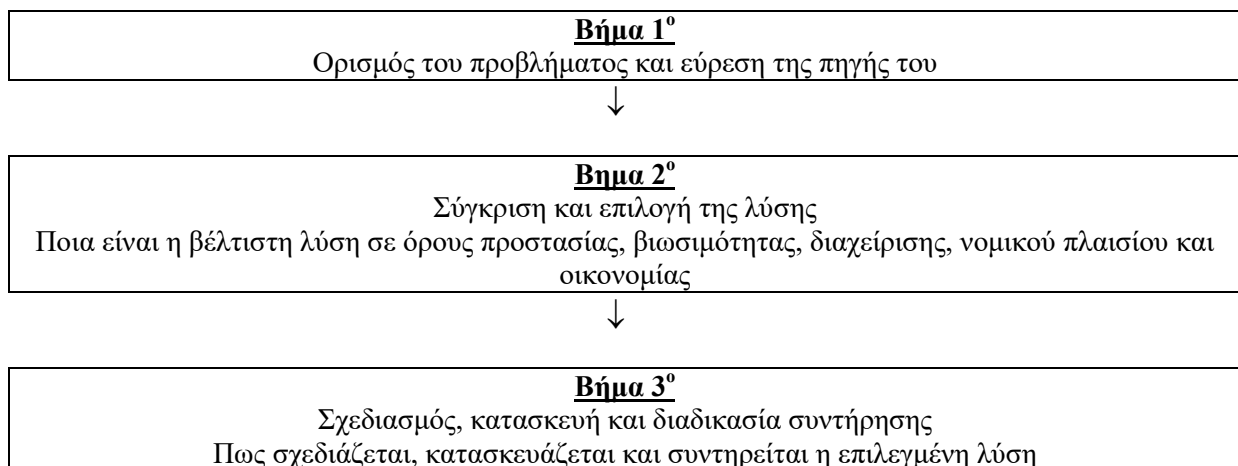 Βήμα 1ο
Ορισμός του προβλήματος και εύρεση της πηγής του
↓
Βημα 2ο
Σύγκριση και επιλογή της λύσης
Ποια είναι η βέλτιστη λύση σε όρους προστασίας, βιωσιμότητας, διαχείρισης, νομικού πλαισίου και
οικονομίας
↓
Βήμα 3ο
Σχεδιασμός, κατασκευή και διαδικασία συντήρησης
Πως σχεδιάζεται, κατασκευάζεται και συντηρείται η επιλεγμένη λύση